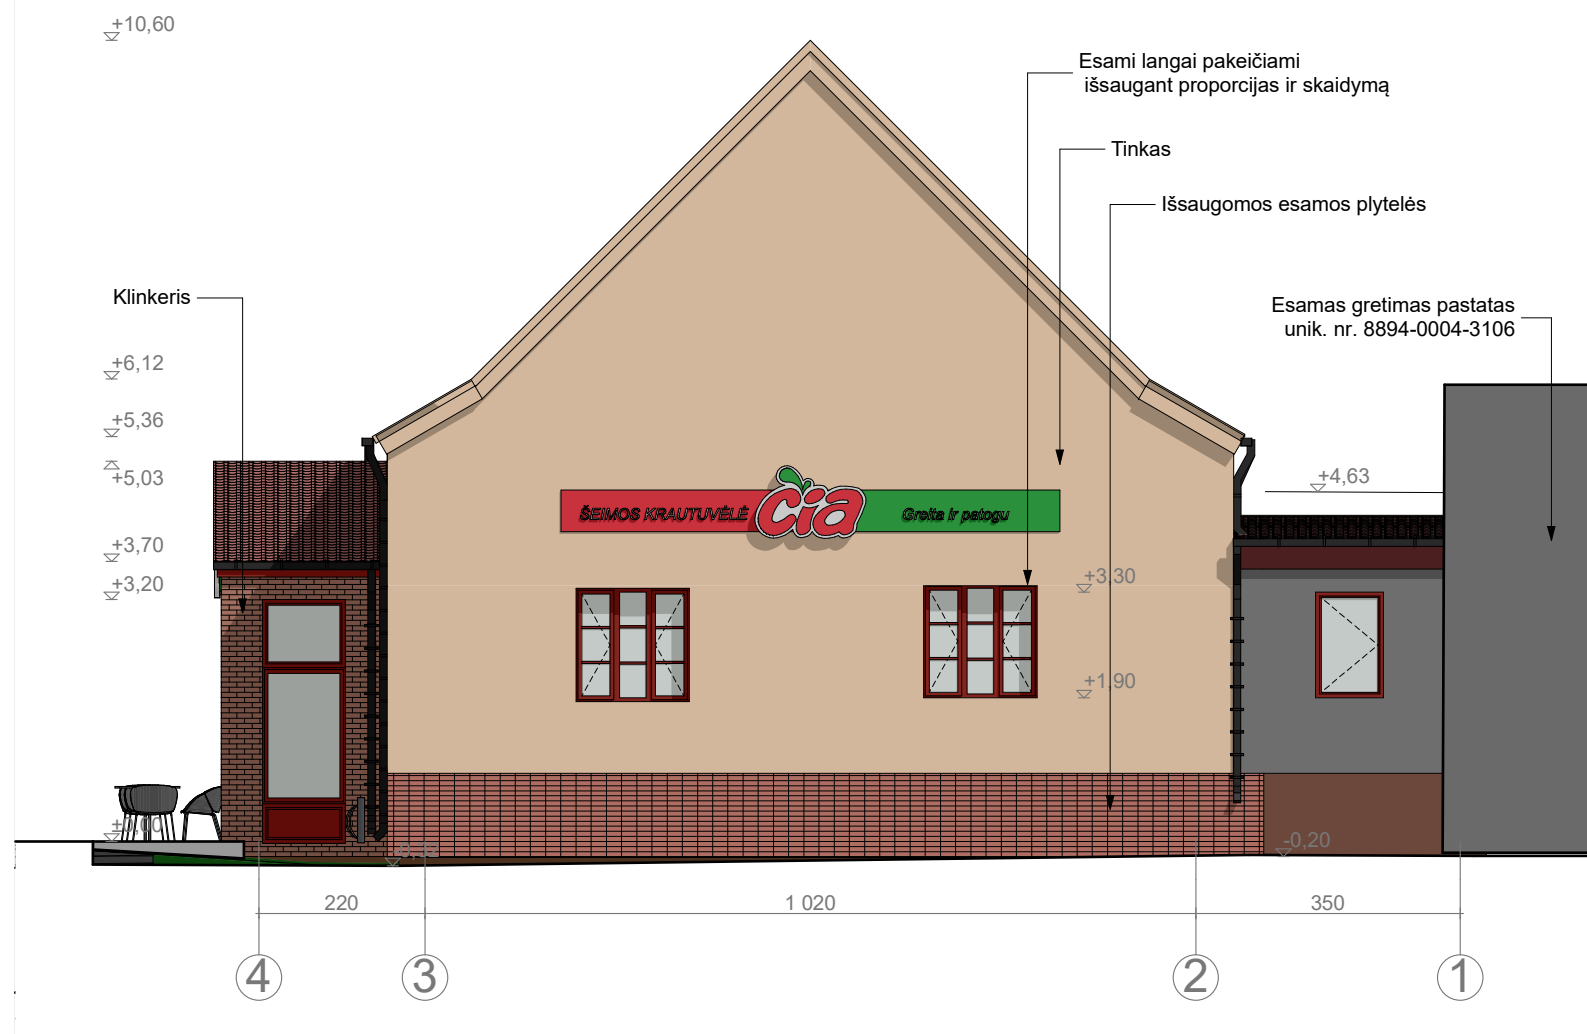 +10,60
Esami langai pakeičiami
išsaugant proporcijas ir skaidymą
Tinkas
Išsaugomos esamos plytelės
Klinkeris
Esamas gretimas pastatas
unik. nr. 8894-0004-3106
+6,12
+5,36
+5,03
+4,63
ŠEIMOS KRAUTUVĖLĖ
čia
Greita ir patogu
+3,70
+3,20
+3,30
+1,90
-0,20
220
1 020
350
4
3
2
1